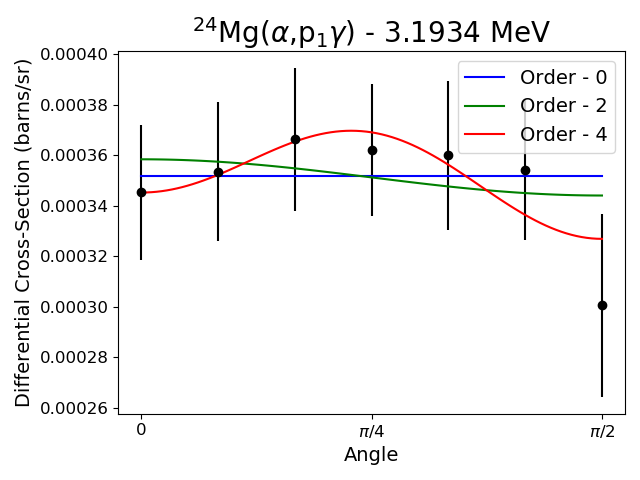 ²⁴Mg(α,p₁γ) - 3.1934 MeV
Differential Cross-Section (barns/sr)
0.00040
0.00038
0.00036
0.00034
0.00032
0.00030
0.00028
0.00026
Order - 0
Order - 2
Order - 4
0 π/4 π/2
Angle